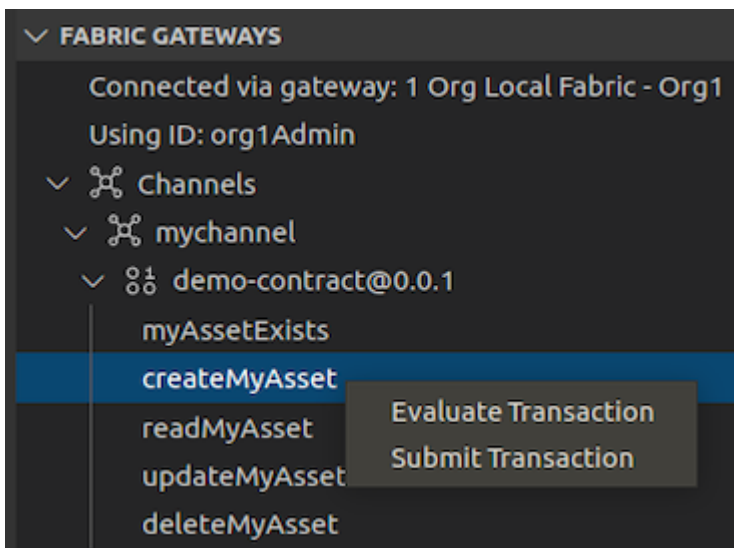 FABRIC GATEWAYS
Connected via gateway: 1 Org Local Fabric - Org1
Using ID: org1Admin
Channels
mychannel
demo-contract@0.0.1
myAssetExists
createMyAsset
Evaluate Transaction
readMyAsset
Submit Transaction
updateMyAsset
deleteMyAsset